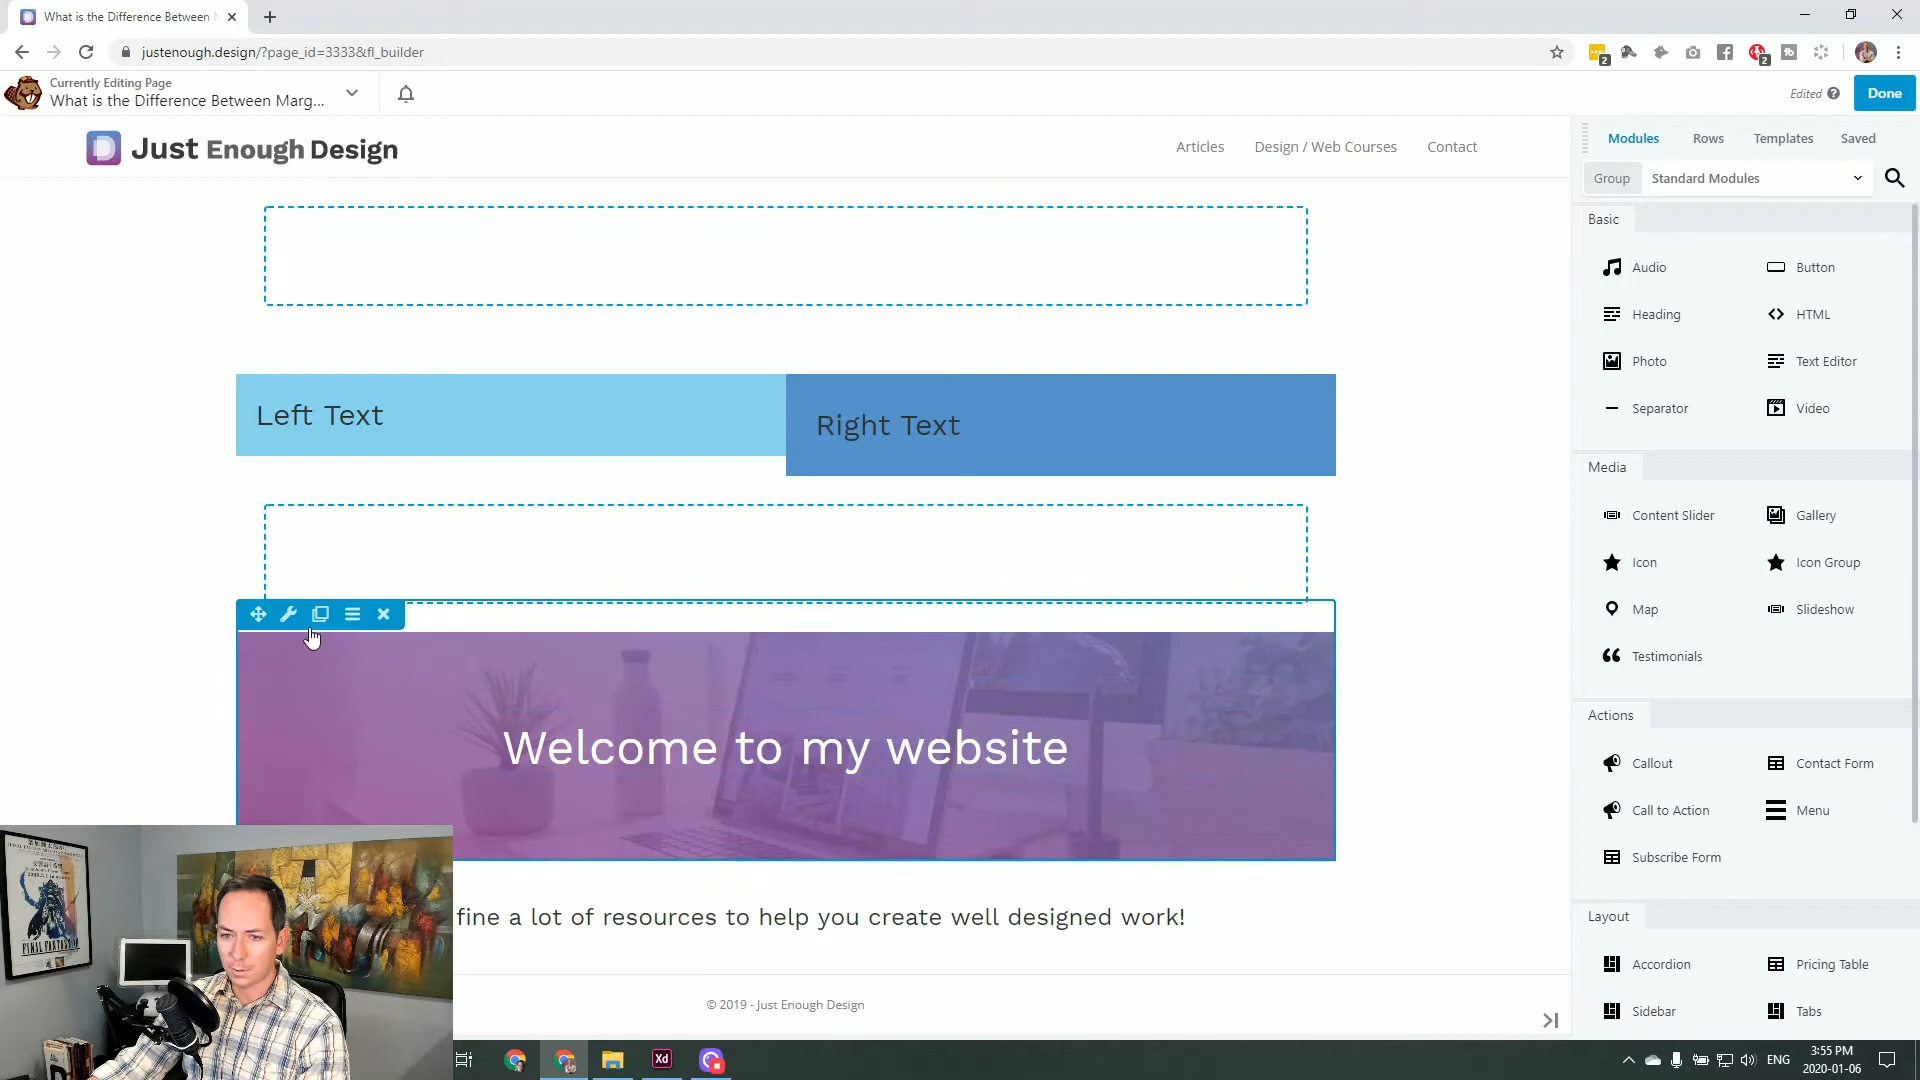 What is the Difference Between
justenough.design/?page_id=3333&fl_builder
2
2
Currently Editing Page
What is the Difference Between Marg...
Edited
Done
D Just Enough Design
Articles
Design / Web Courses
Contact
Modules
Rows
Templates
Saved
Group
Standard Modules
Basic
Audio
Button
Heading
HTML
Photo
Text Editor
Separator
Video
Left Text
Right Text
Media
Content Slider
Gallery
Icon
Icon Group
Map
Slideshow
Testimonials
Welcome to my website
Actions
Callout
Contact Form
Call to Action
Menu
Subscribe Form
fine a lot of resources to help you create well designed work!
Layout
Accordion
Pricing Table
Sidebar
Tabs
© 2019 - Just Enough Design
FINAL FANTASY
Xd
ENG
3:55 PM
2020-01-06